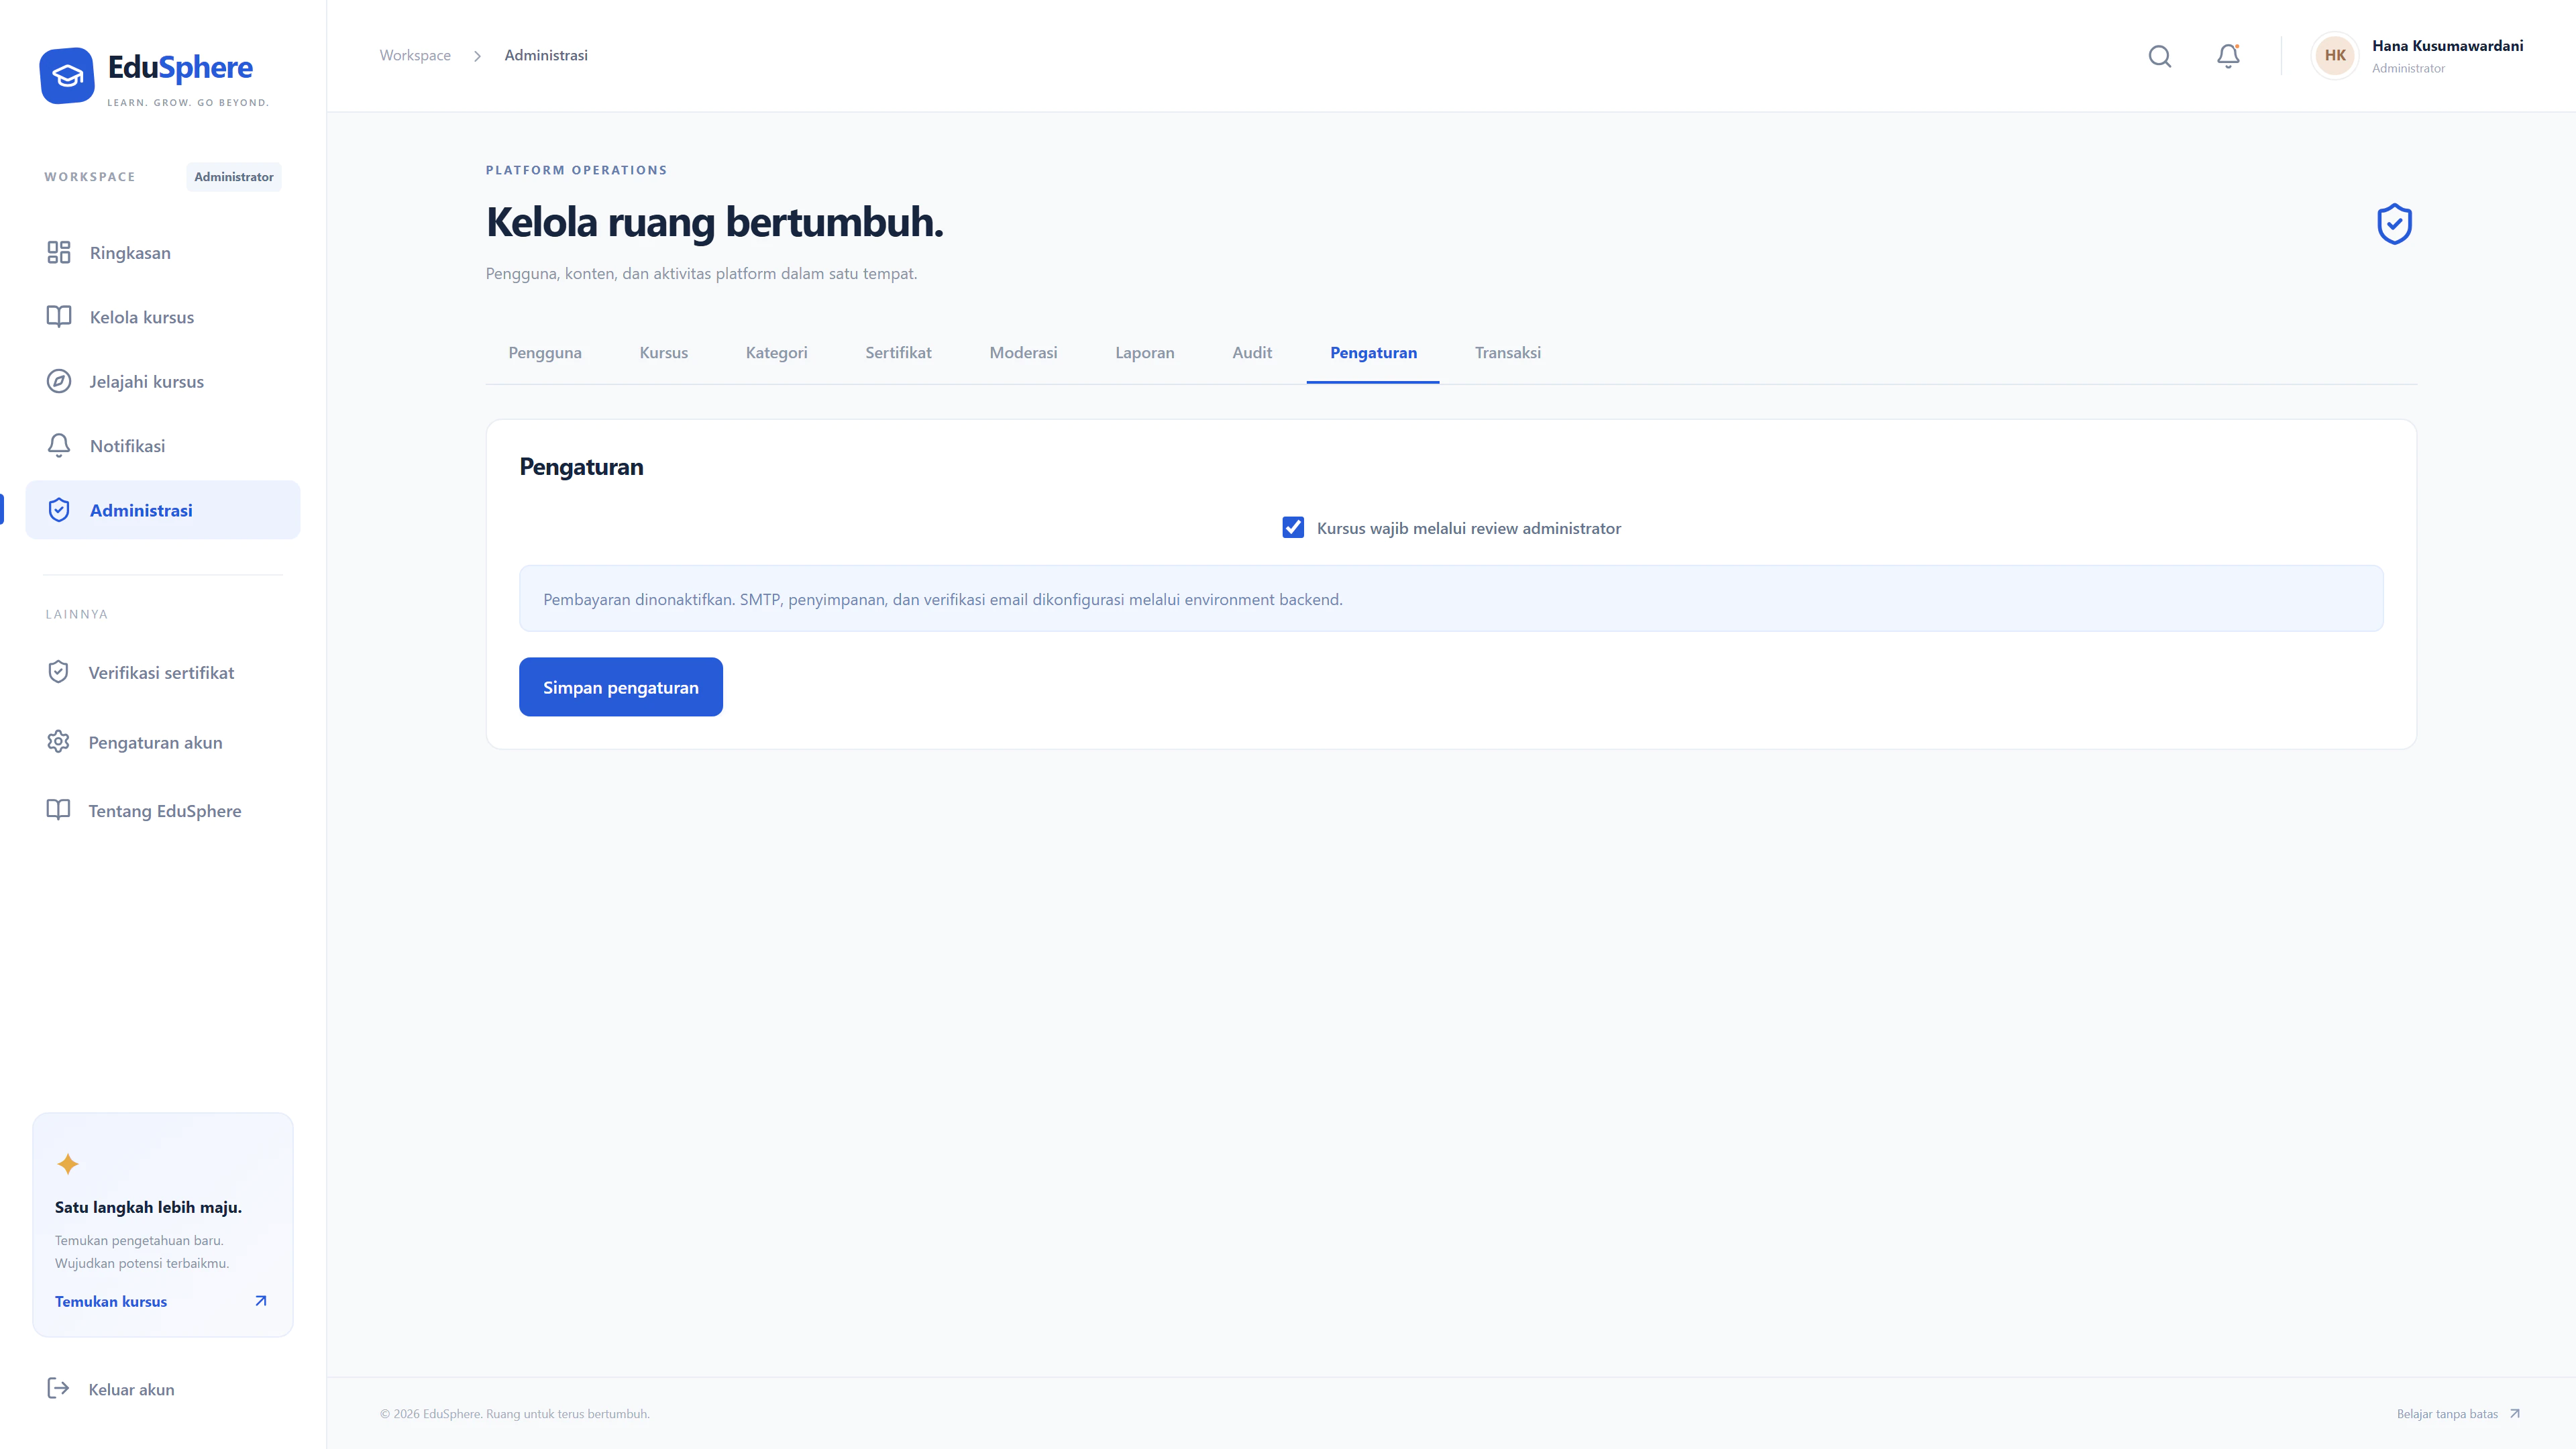 EduSphere
LEARN. GROW. GO BEYOND.
WORKSPACE
Administrator
Ringkasan
Kelola kursus
Jelajahi kursus
Notifikasi
Administrasi
LAINNYA
Verifikasi sertifikat
Pengaturan akun
Tentang EduSphere
Satu langkah lebih maju.
Temukan pengetahuan baru.
Wujudkan potensi terbaikmu.
Temukan kursus
Keluar akun
Workspace
Administrasi
HK
Hana Kusumawardani
Administrator
PLATFORM OPERATIONS
Kelola ruang bertumbuh.
Pengguna, konten, dan aktivitas platform dalam satu tempat.
Pengguna
Kursus
Kategori
Sertifikat
Moderasi
Laporan
Audit
Pengaturan
Transaksi
Pengaturan
Kursus wajib melalui review administrator
Pembayaran dinonaktifkan. SMTP, penyimpanan, dan verifikasi email dikonfigurasi melalui environment backend.
Simpan pengaturan
© 2026 EduSphere. Ruang untuk terus bertumbuh.
Belajar tanpa batas